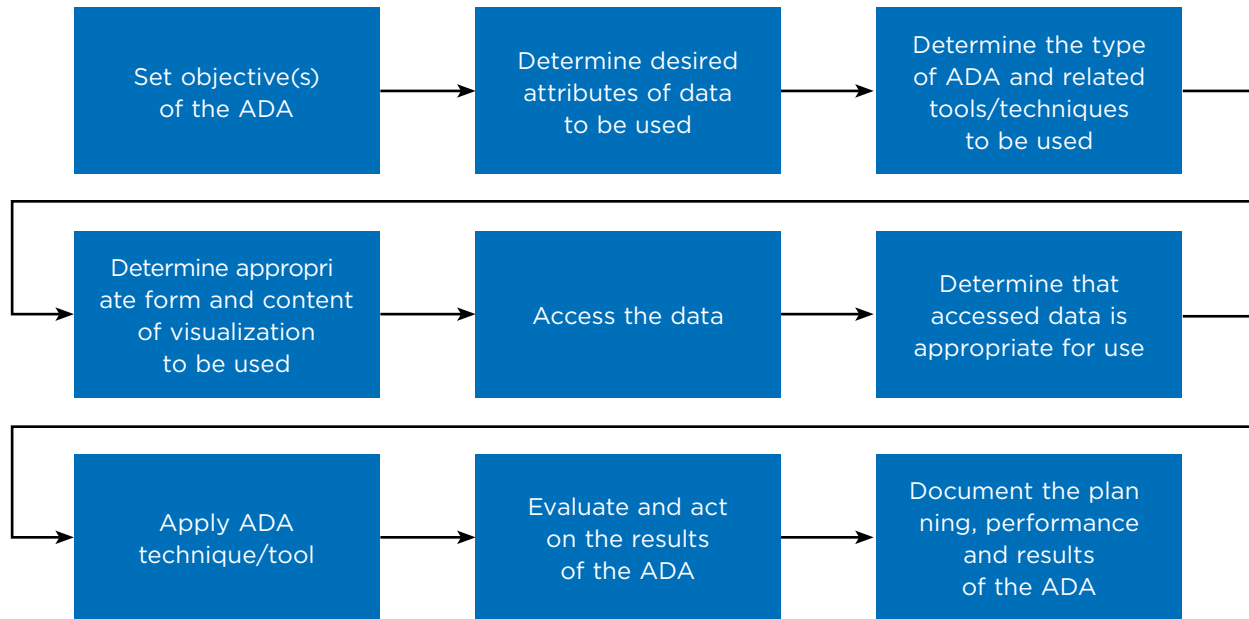 Set objective(s)
of the ADA
Determine desired
attributes of data
to be used
Determine the type
of ADA and related
tools/techniques
to be used
Determine appropri
ate form and content
of visualization
to be used
Access the data
Determine that
accessed data is
appropriate for use
Apply ADA
technique/tool
Evaluate and act
on the results
of the ADA
Document the plan
ning, performance
and results
of the ADA